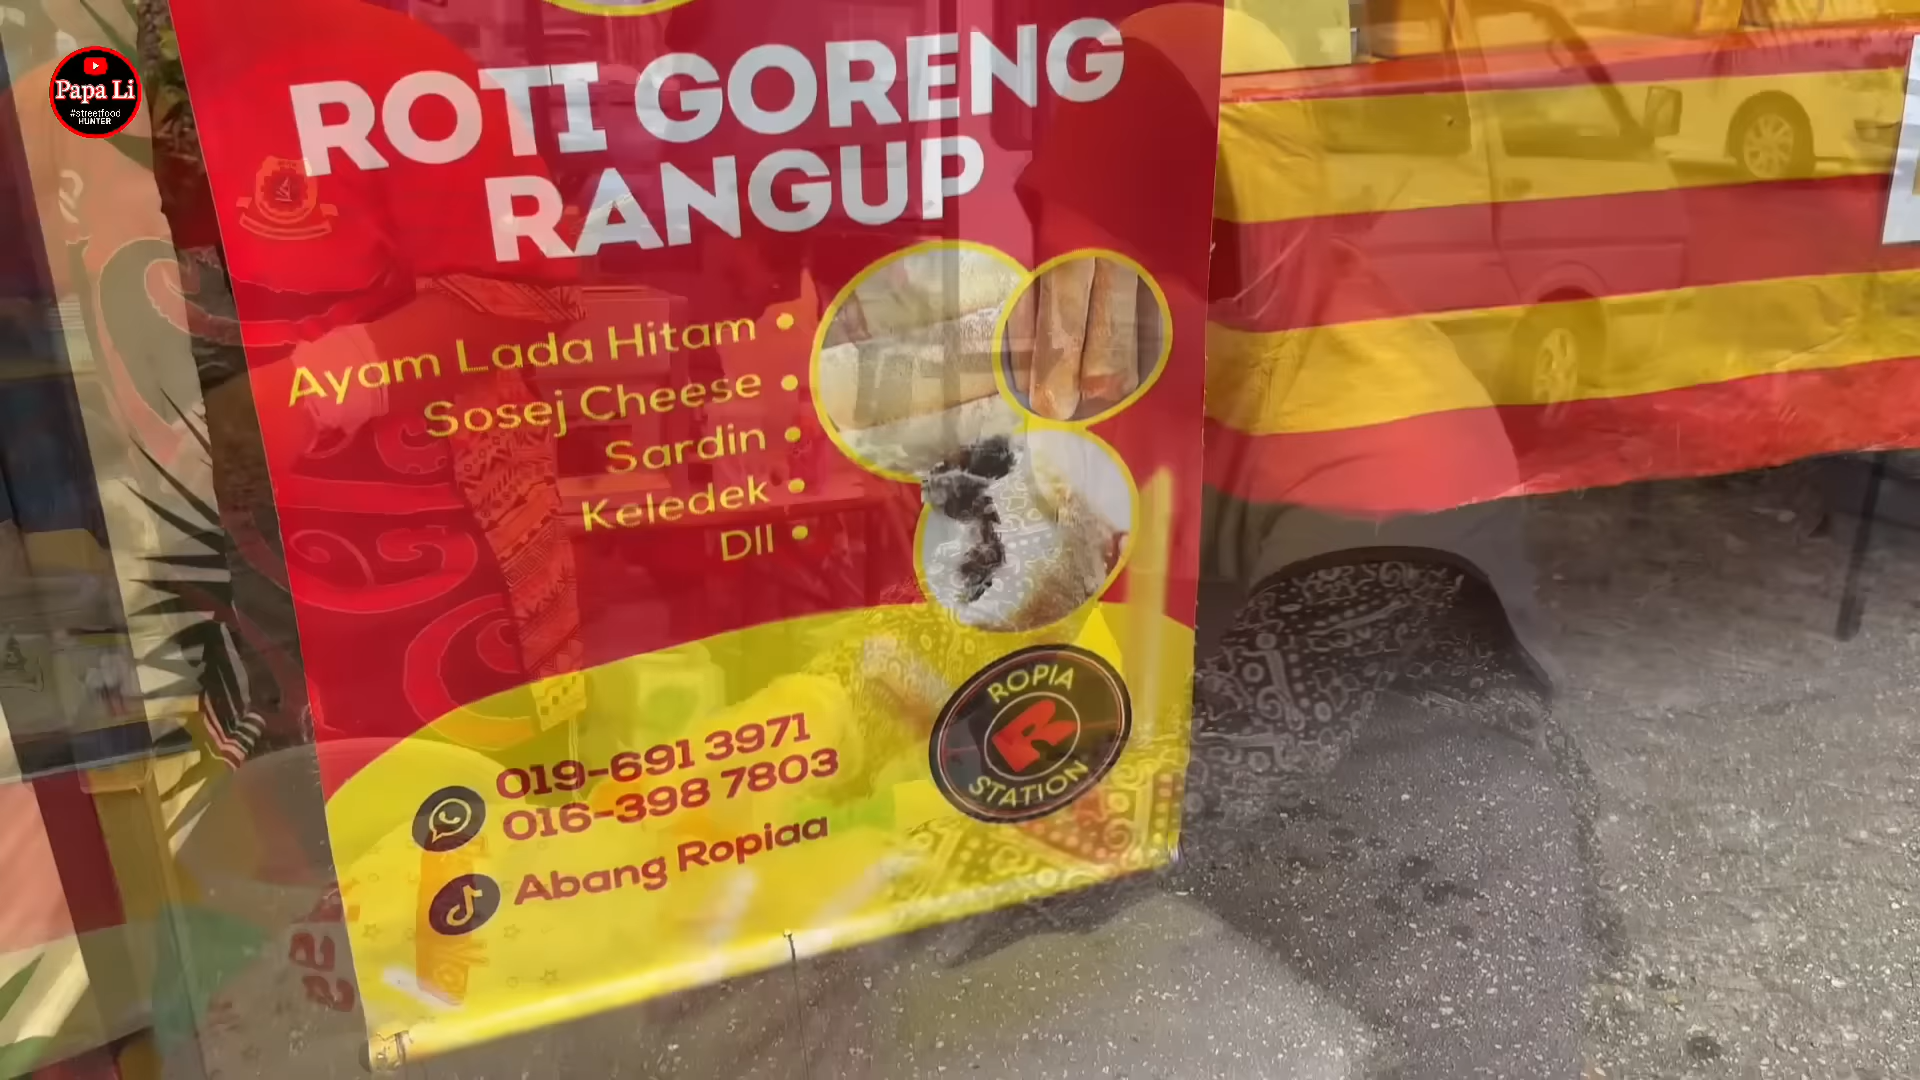 Papa Li
#streetfood
HUNTER
ROTI GORENG
RANGUP
Ayam Lada Hitam •
Sosej Cheese •
Sardin •
Keledek •
Dll •
019-691 3971
016-398 7803
Abang Ropiaa
ROPIA
R
STATION